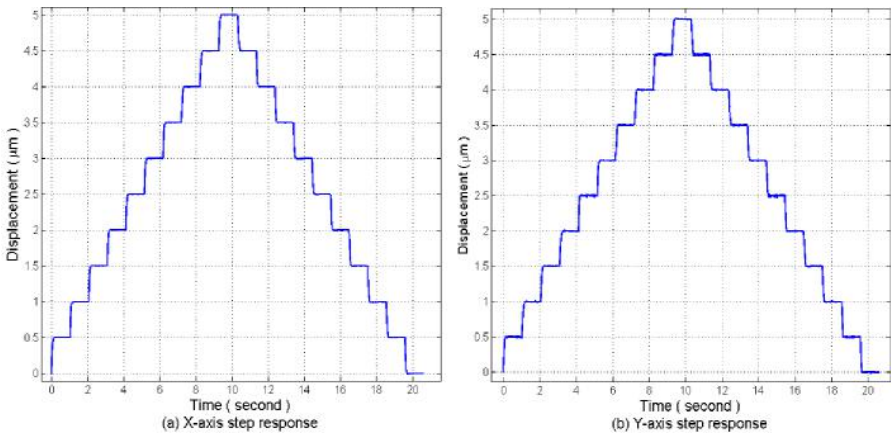 Displacement ( μm )
5
4.5
4
3.5
3
2.5
2
1.5
1
0.5
0
0 2 4 6 8 10 12 14 16 18 20
Time ( second )
(a) X-axis step response
Displacement ( μm )
5
4.5
4
3.5
3
2.5
2
1.5
1
0.5
0
0 2 4 6 8 10 12 14 16 18 20
Time ( second )
(b) Y-axis step response